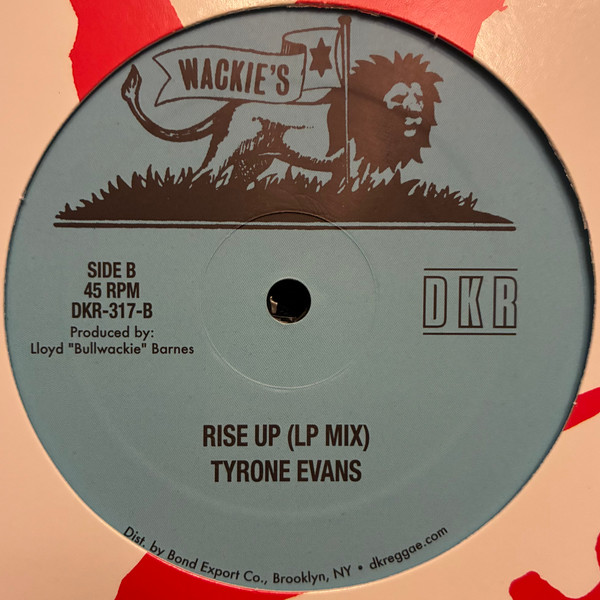 WACKIE'S
SIDE B
45 RPM
DKR-317-B
Produced by:
Lloyd "Bullwackie" Barnes
DKR
RISE UP (LP MIX)
TYRONE EVANS
Dist. by Bond Export Co., Brooklyn, NY • dkreggae.com